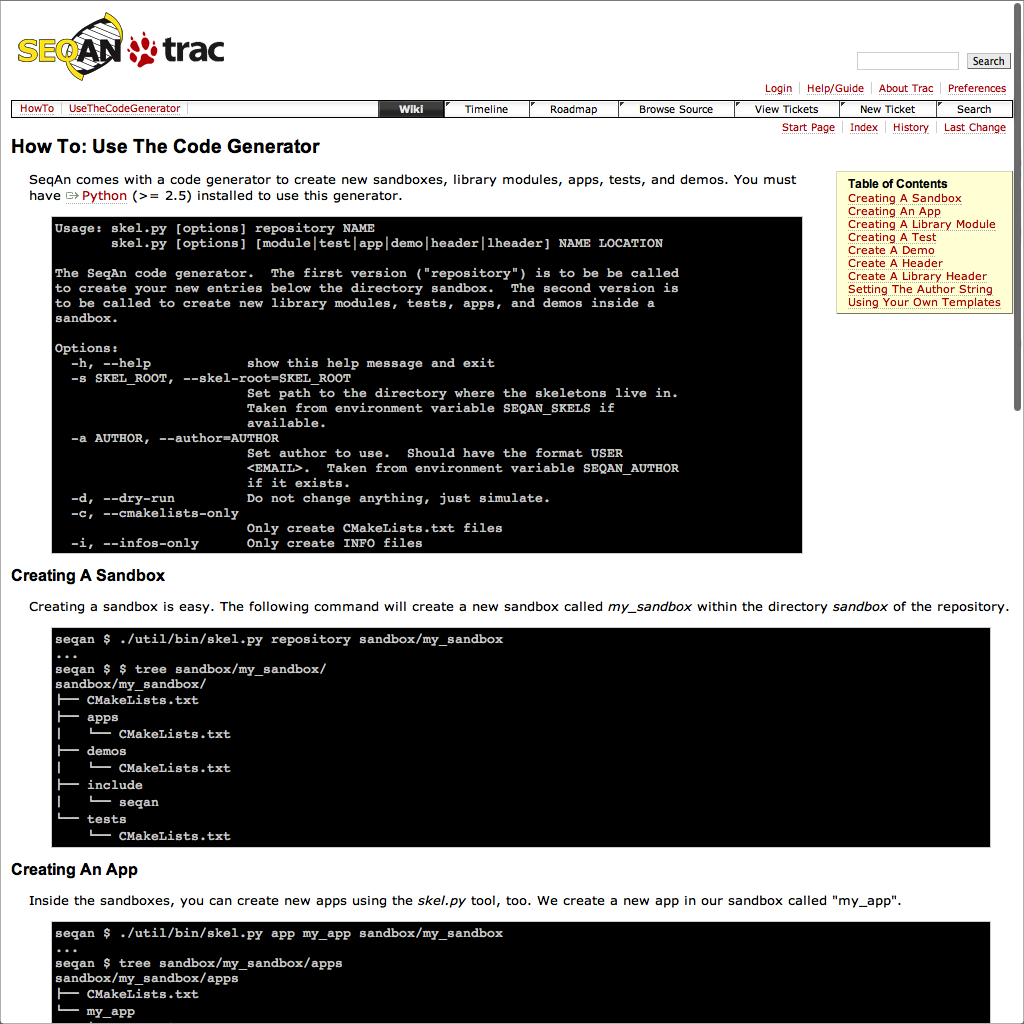 SEQAN trac
Search
Login Help/Guide About Trac Preferences
HowTo UseTheCodeGenerator Wiki Timeline Roadmap Browse Source View Tickets New Ticket Search
Start Page Index History Last Change
How To: Use The Code Generator
SeqAn comes with a code generator to create new sandboxes, library modules, apps, tests, and demos. You must
have Python (>= 2.5) installed to use this generator.
Table of Contents
Creating A Sandbox
Creating An App
Creating A Library Module
Creating A Test
Create A Demo
Create A Header
Create A Library Header
Setting The Author String
Using Your Own Templates
Usage: skel.py [options] repository NAME
       skel.py [options] [module|test|app|demo|header|lheader] NAME LOCATION
The SeqAn code generator.  The first version ("repository") is to be be called
to create your new entries below the directory sandbox.  The second version is
to be called to create new library modules, tests, apps, and demos inside a
sandbox.
Options:
  -h, --help            show this help message and exit
  -s SKEL_ROOT, --skel-root=SKEL_ROOT
                        Set path to the directory where the skeletons live in.
                        Taken from environment variable SEQAN_SKELS if
                        available.
  -a AUTHOR, --author=AUTHOR
                        Set author to use.  Should have the format USER
                        <EMAIL>.  Taken from environment variable SEQAN_AUTHOR
                        if it exists.
  -d, --dry-run         Do not change anything, just simulate.
  -c, --cmakelists-only
                        Only create CMakeLists.txt files
  -i, --infos-only      Only create INFO files
Creating A Sandbox
Creating a sandbox is easy. The following command will create a new sandbox called my_sandbox within the directory sandbox of the repository.
seqan $ ./util/bin/skel.py repository sandbox/my_sandbox
...
seqan $ $ tree sandbox/my_sandbox/
sandbox/my_sandbox/
├── CMakeLists.txt
├── apps
│   └── CMakeLists.txt
├── demos
│   └── CMakeLists.txt
├── include
│   └── seqan
└── tests
    └── CMakeLists.txt
Creating An App
Inside the sandboxes, you can create new apps using the skel.py tool, too. We create a new app in our sandbox called "my_app".
seqan $ ./util/bin/skel.py app my_app sandbox/my_sandbox
...
seqan $ tree sandbox/my_sandbox/apps
sandbox/my_sandbox/apps
├── CMakeLists.txt
└── my_app